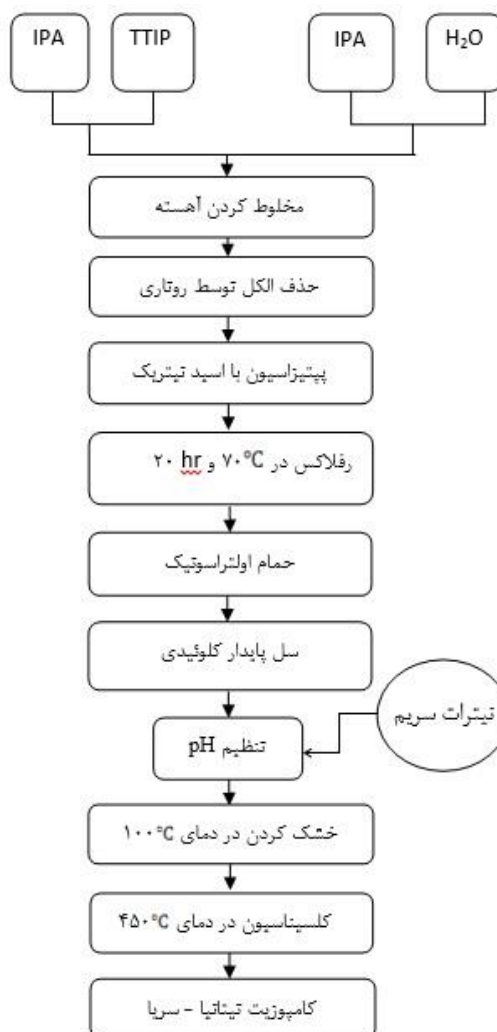 IPA TTIP IPA H₂O
مخلوط کردن آهسته
حذف الکل توسط روتاری
پپتیزاسیون با اسید نیتریک
رفلاکس در ۷۰°C و ۲۰ hr
حمام اولتراسونیک
سل پایدار کلوئیدی
نیترات سریم
تنظیم pH
خشک کردن در دمای ۱۰۰°C
کلسیناسیون در دمای ۴۵۰°C
کامپوزیت تیتانیا - سریا